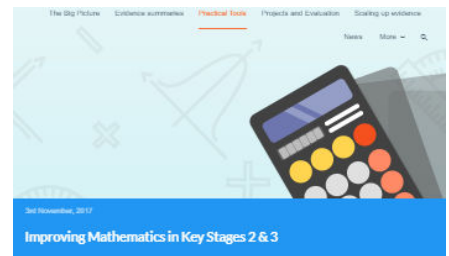 The Big Picture Evidence summaries Practical Tools Projects and Evaluation Scaling up evidence
News More
3rd November, 2017
Improving Mathematics in Key Stages 2 & 3